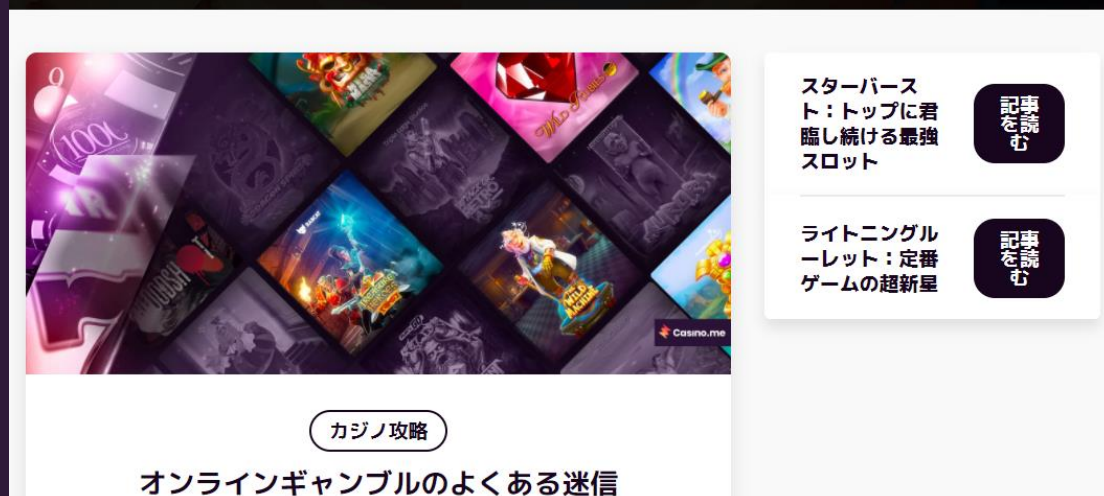 Wild Rubies
WILD MACHINE
Casino.me
カジノ攻略
オンラインギャンブルのよくある迷信
スターバース
ト：トップに君
臨し続ける最強
スロット
記事
を読
む
ライトニングル
ーレット：定番
ゲームの超新星
記事
を読
む